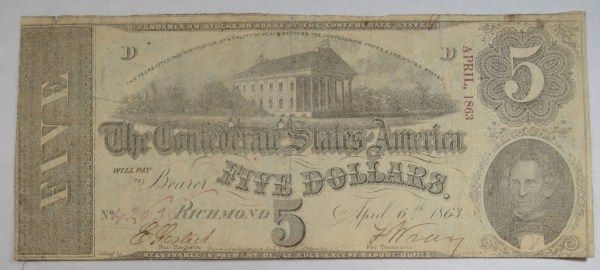 FUNDABLE IN STOCKS OR BONDS OF THE CONFEDERATE STATES
D D
TWO YEARS AFTER THE RATIFICATION OF A TREATY OF PEACE BETWEEN THE CONFEDERATE STATES & THE UNITED STATES
APRIL, 1863
5
FIVE
The Confederate States of America
WILL PAY
TO Bearer
FIVE DOLLARS.
No.
RICHMOND
5
April 6th 1863
For Register
For Treasurer
RECEIVABLE IN PAYMENT OF ALL DUES EXCEPT EXPORT DUTIES